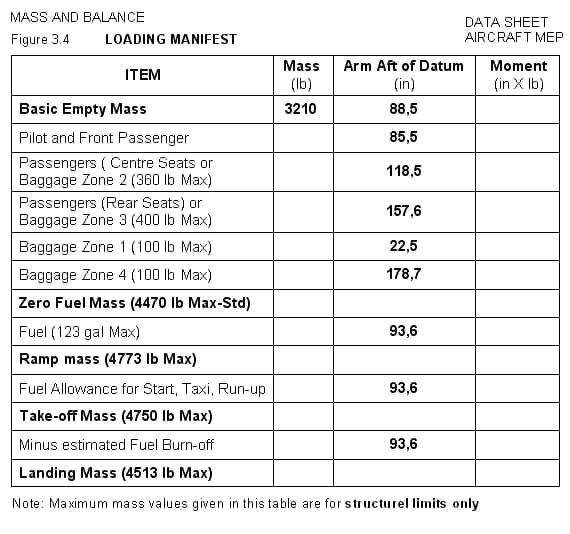 MASS AND BALANCE
DATA SHEET
Figure 3.4 LOADING MANIFEST
AIRCRAFT MEP
ITEM
Mass
(lb)
Arm Aft of Datum
(in)
Moment
(in X lb)
Basic Empty Mass 3210 88,5
Pilot and Front Passenger 85,5
Passengers ( Centre Seats or
Baggage Zone 2 (360 lb Max)
118,5
Passengers (Rear Seats) or
Baggage Zone 3 (400 lb Max)
157,6
Baggage Zone 1 (100 lb Max) 22,5
Baggage Zone 4 (100 lb Max) 178,7
Zero Fuel Mass (4470 lb Max-Std)
Fuel (123 gal Max) 93,6
Ramp mass (4773 lb Max)
Fuel Allowance for Start, Taxi, Run-up 93,6
Take-off Mass (4750 lb Max)
Minus estimated Fuel Burn-off 93,6
Landing Mass (4513 lb Max)
Note: Maximum mass values given in this table are for structurel limits only